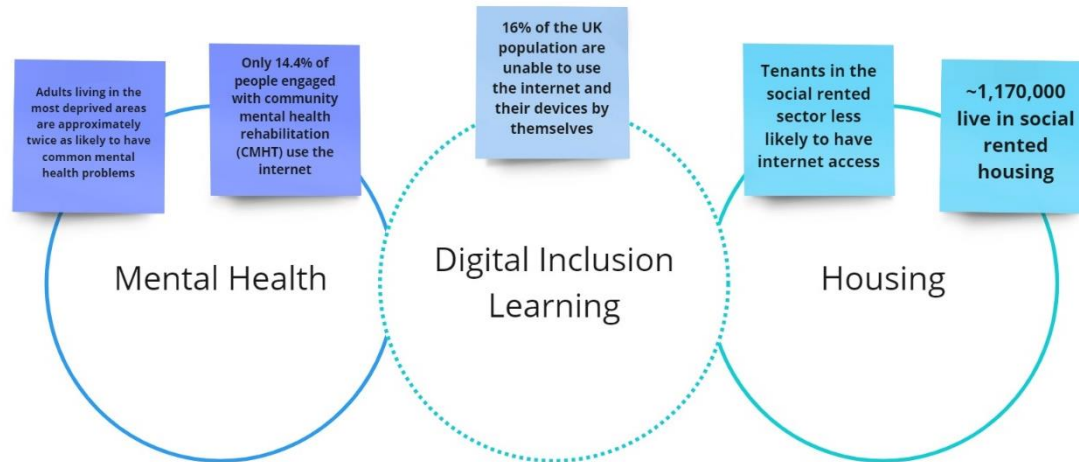 Adults living in the
most deprived areas
are approximately
twice as likely to have
common mental
health problems
Only 14.4% of
people engaged
with community
mental health
rehabilitation
(CMHT) use the
internet
16% of the UK
population are
unable to use
the internet and
their devices by
themselves
Tenants in the
social rented
sector less
likely to have
internet access
~1,170,000
live in social
rented
housing
Mental Health
Digital Inclusion
Learning
Housing